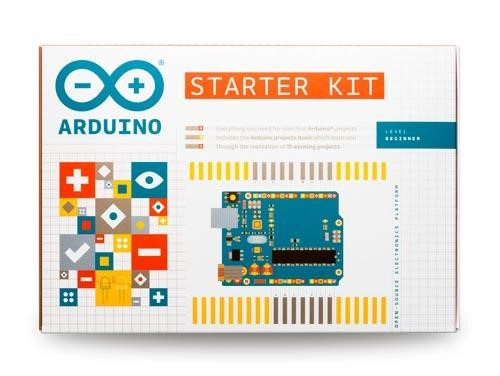 ARDUINO®
STARTER KIT
Everything you need for your first Arduino® projects
Includes the Arduino projects book which leads you
through the realization of 15 exciting projects
LEVEL
BEGINNER
OPEN-SOURCE ELECTRONICS PLATFORM